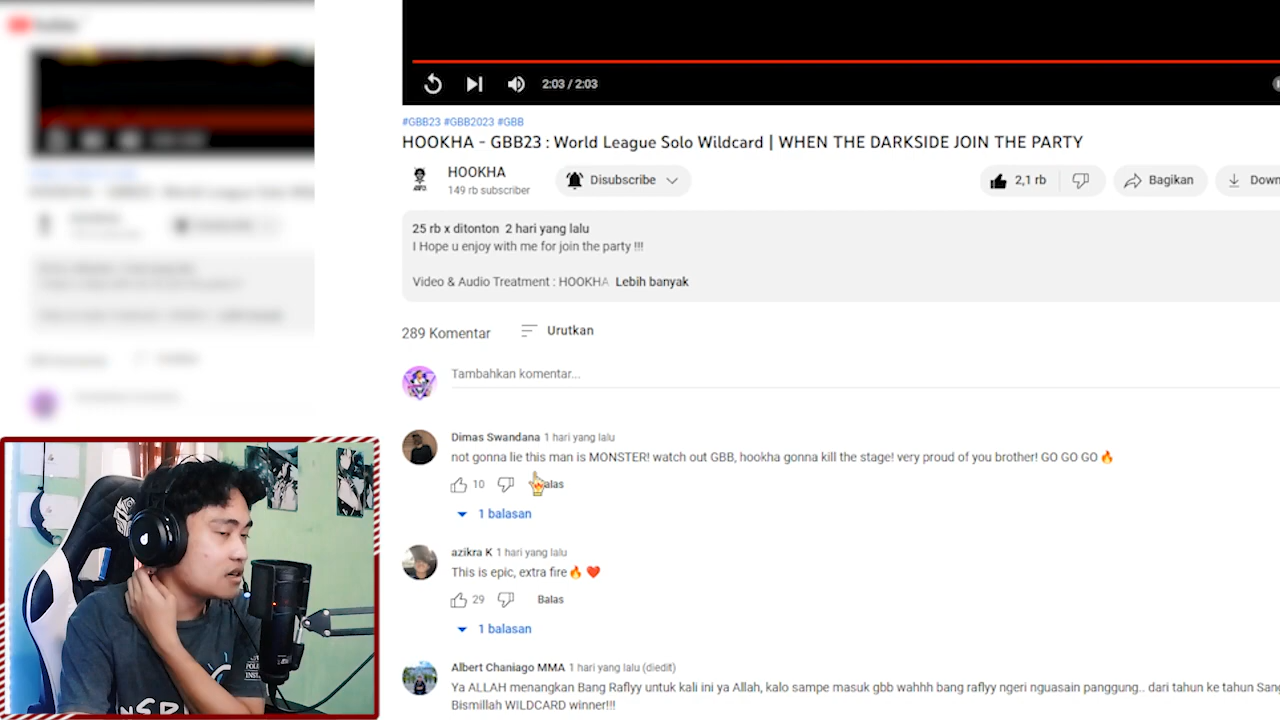 2:03 / 2:03
#GBB23 #GBB2023 #GBB
HOOKHA - GBB23 : World League Solo Wildcard | WHEN THE DARKSIDE JOIN THE PARTY
HOOKHA
149 rb subscriber
Disubscribe
2,1 rb
Bagikan
Down
25 rb x ditonton 2 hari yang lalu
I Hope u enjoy with me for join the party !!!
Video & Audio Treatment : HOOKHA Lebih banyak
289 Komentar
Urutkan
Tambahkan komentar...
Dimas Swandana 1 hari yang lalu
not gonna lie this man is MONSTER! watch out GBB, hookha gonna kill the stage! very proud of you brother! GO GO GO 🔥
10
alas
1 balasan
azikra K 1 hari yang lalu
This is epic, extra fire 🔥 ❤️
29
Balas
1 balasan
Albert Chaniago MMA 1 hari yang lalu (diedit)
Ya ALLAH menangkan Bang Raflyy untuk kali ini ya Allah, kalo sampe masuk gbb wahhh bang raflyy ngeri nguasain panggung.. dari tahun ke tahun Sang
Bismillah WILDCARD winner!!!